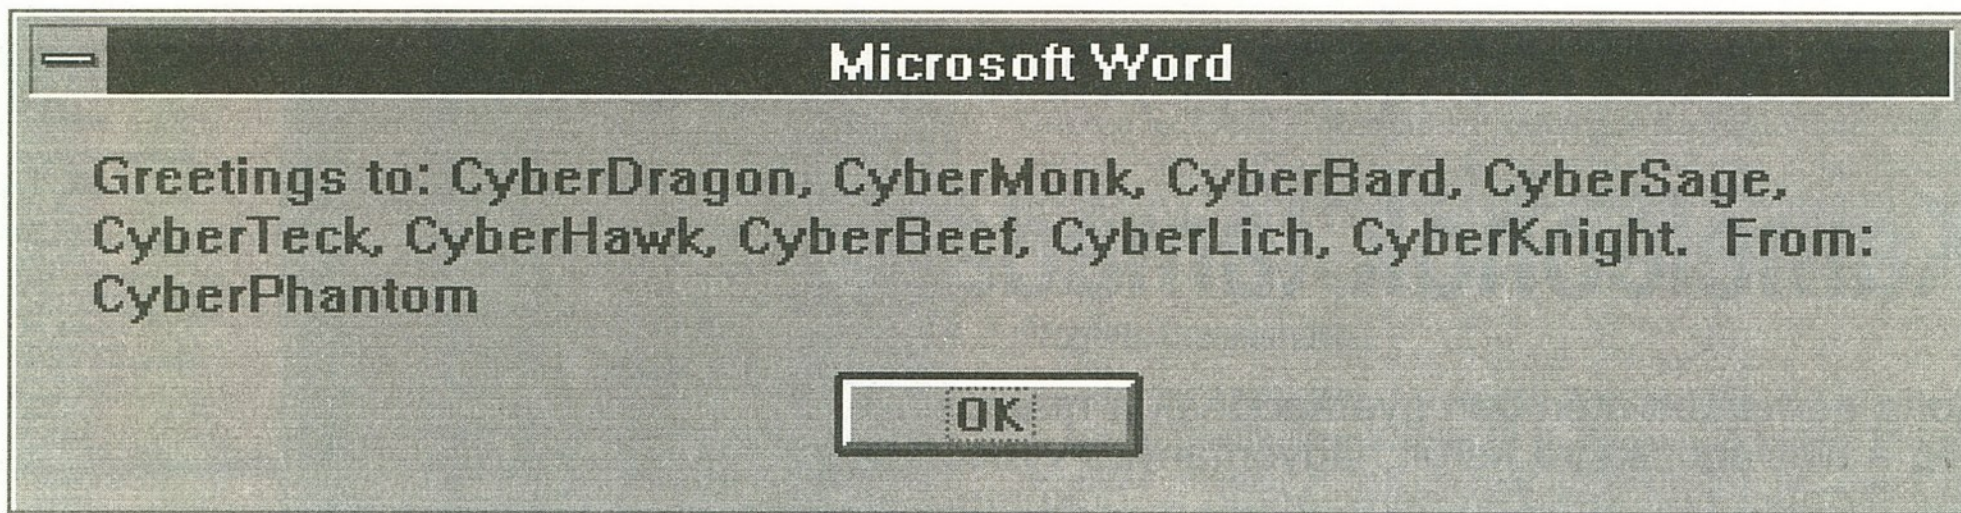 Microsoft Word
Greetings to: CyberDragon, CyberMonk, CyberBard, CyberSage,
CyberTeck, CyberHawk, CyberBeef, CyberLich, CyberKnight.  From:
CyberPhantom
OK